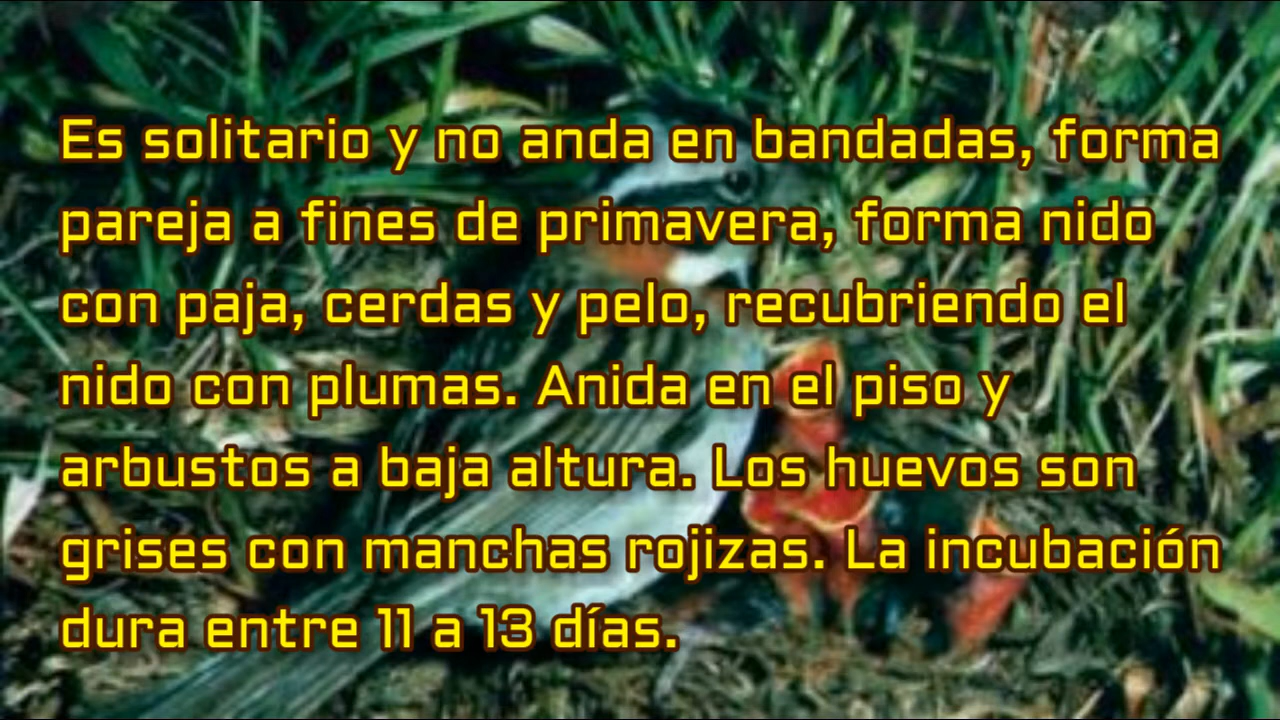 Es solitario y no anda en bandadas, forma
pareja a fines de primavera, forma nido
con paja, cerdas y pelo, recubriendo el
nido con plumas. Anida en el piso y
arbustos a baja altura. Los huevos son
grises con manchas rojizas. La incubación
dura entre 11 a 13 días.